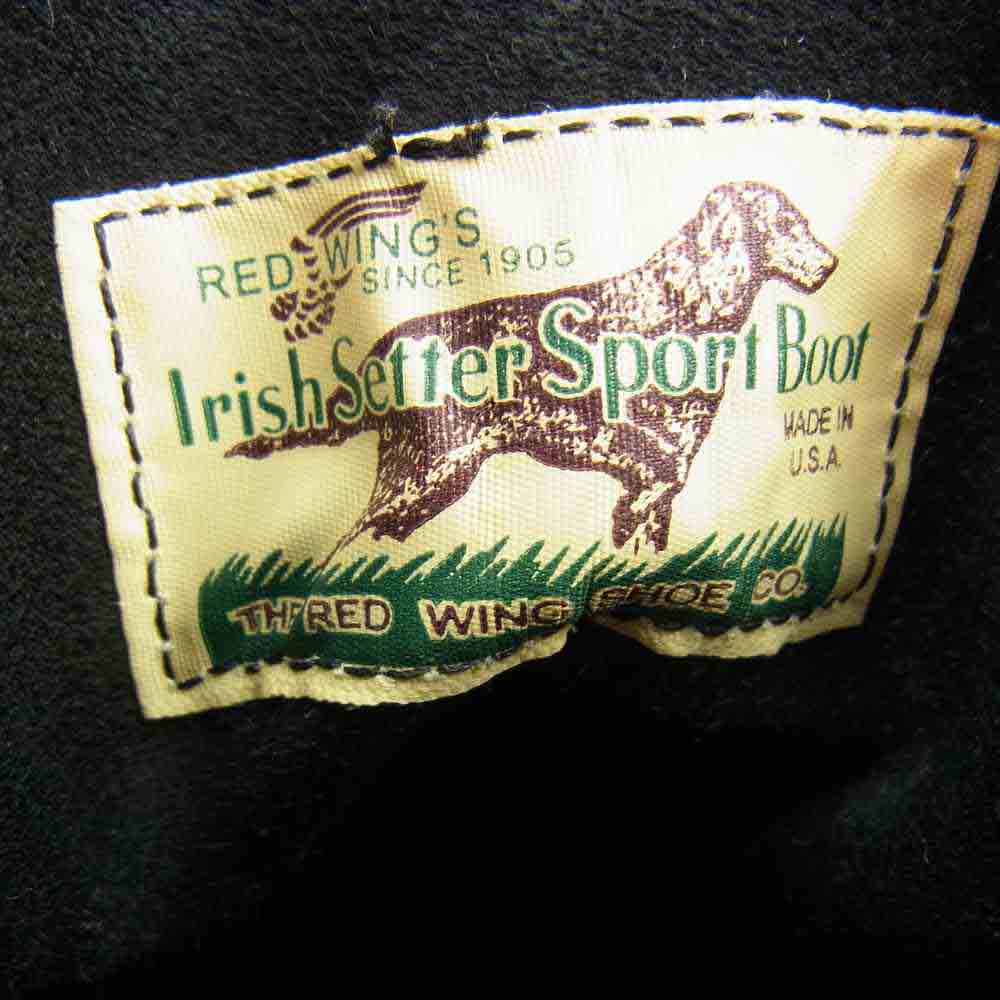 RED WING'S
SINCE 1905
Irish Setter Sport Boot
MADE IN
U.S.A.
THE RED WING SHOE CO.